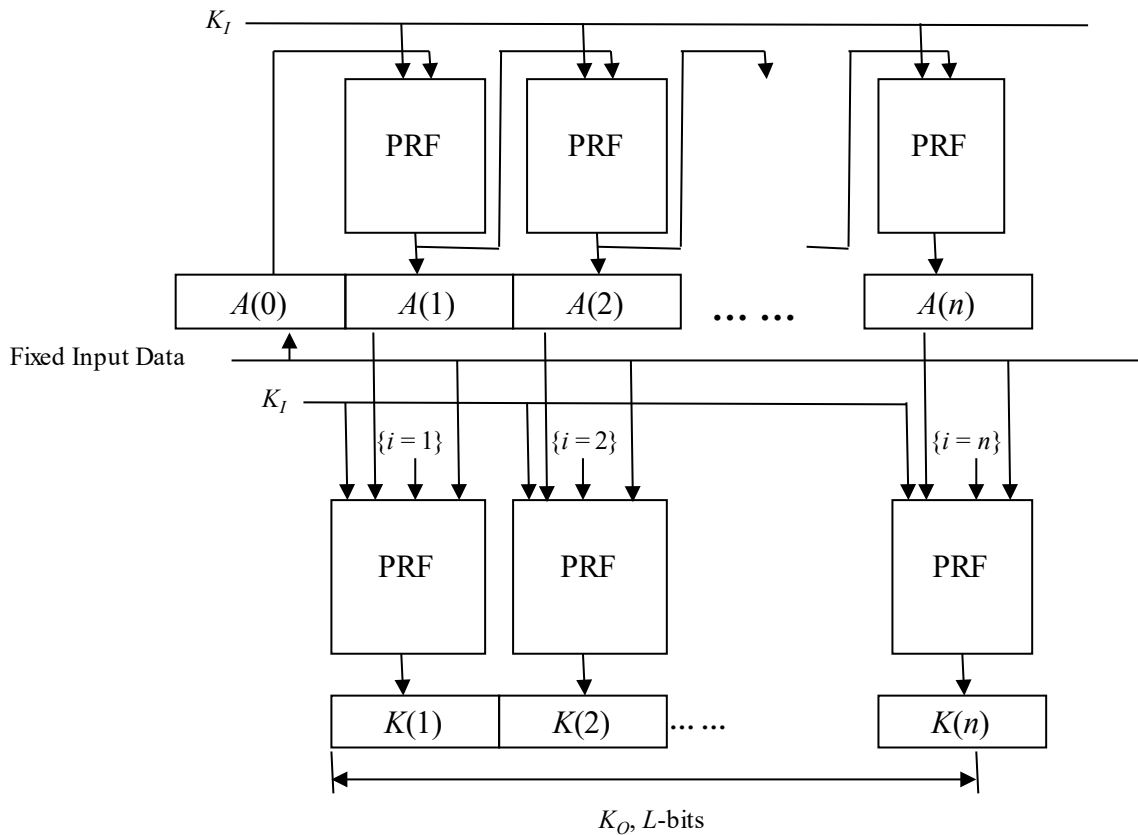 K_I
PRF PRF PRF
A(0) A(1) A(2) … … A(n)
Fixed Input Data
K_I
{i = 1} {i = 2} {i = n}
PRF PRF PRF
K(1) K(2) … … K(n)
K_O, L-bits